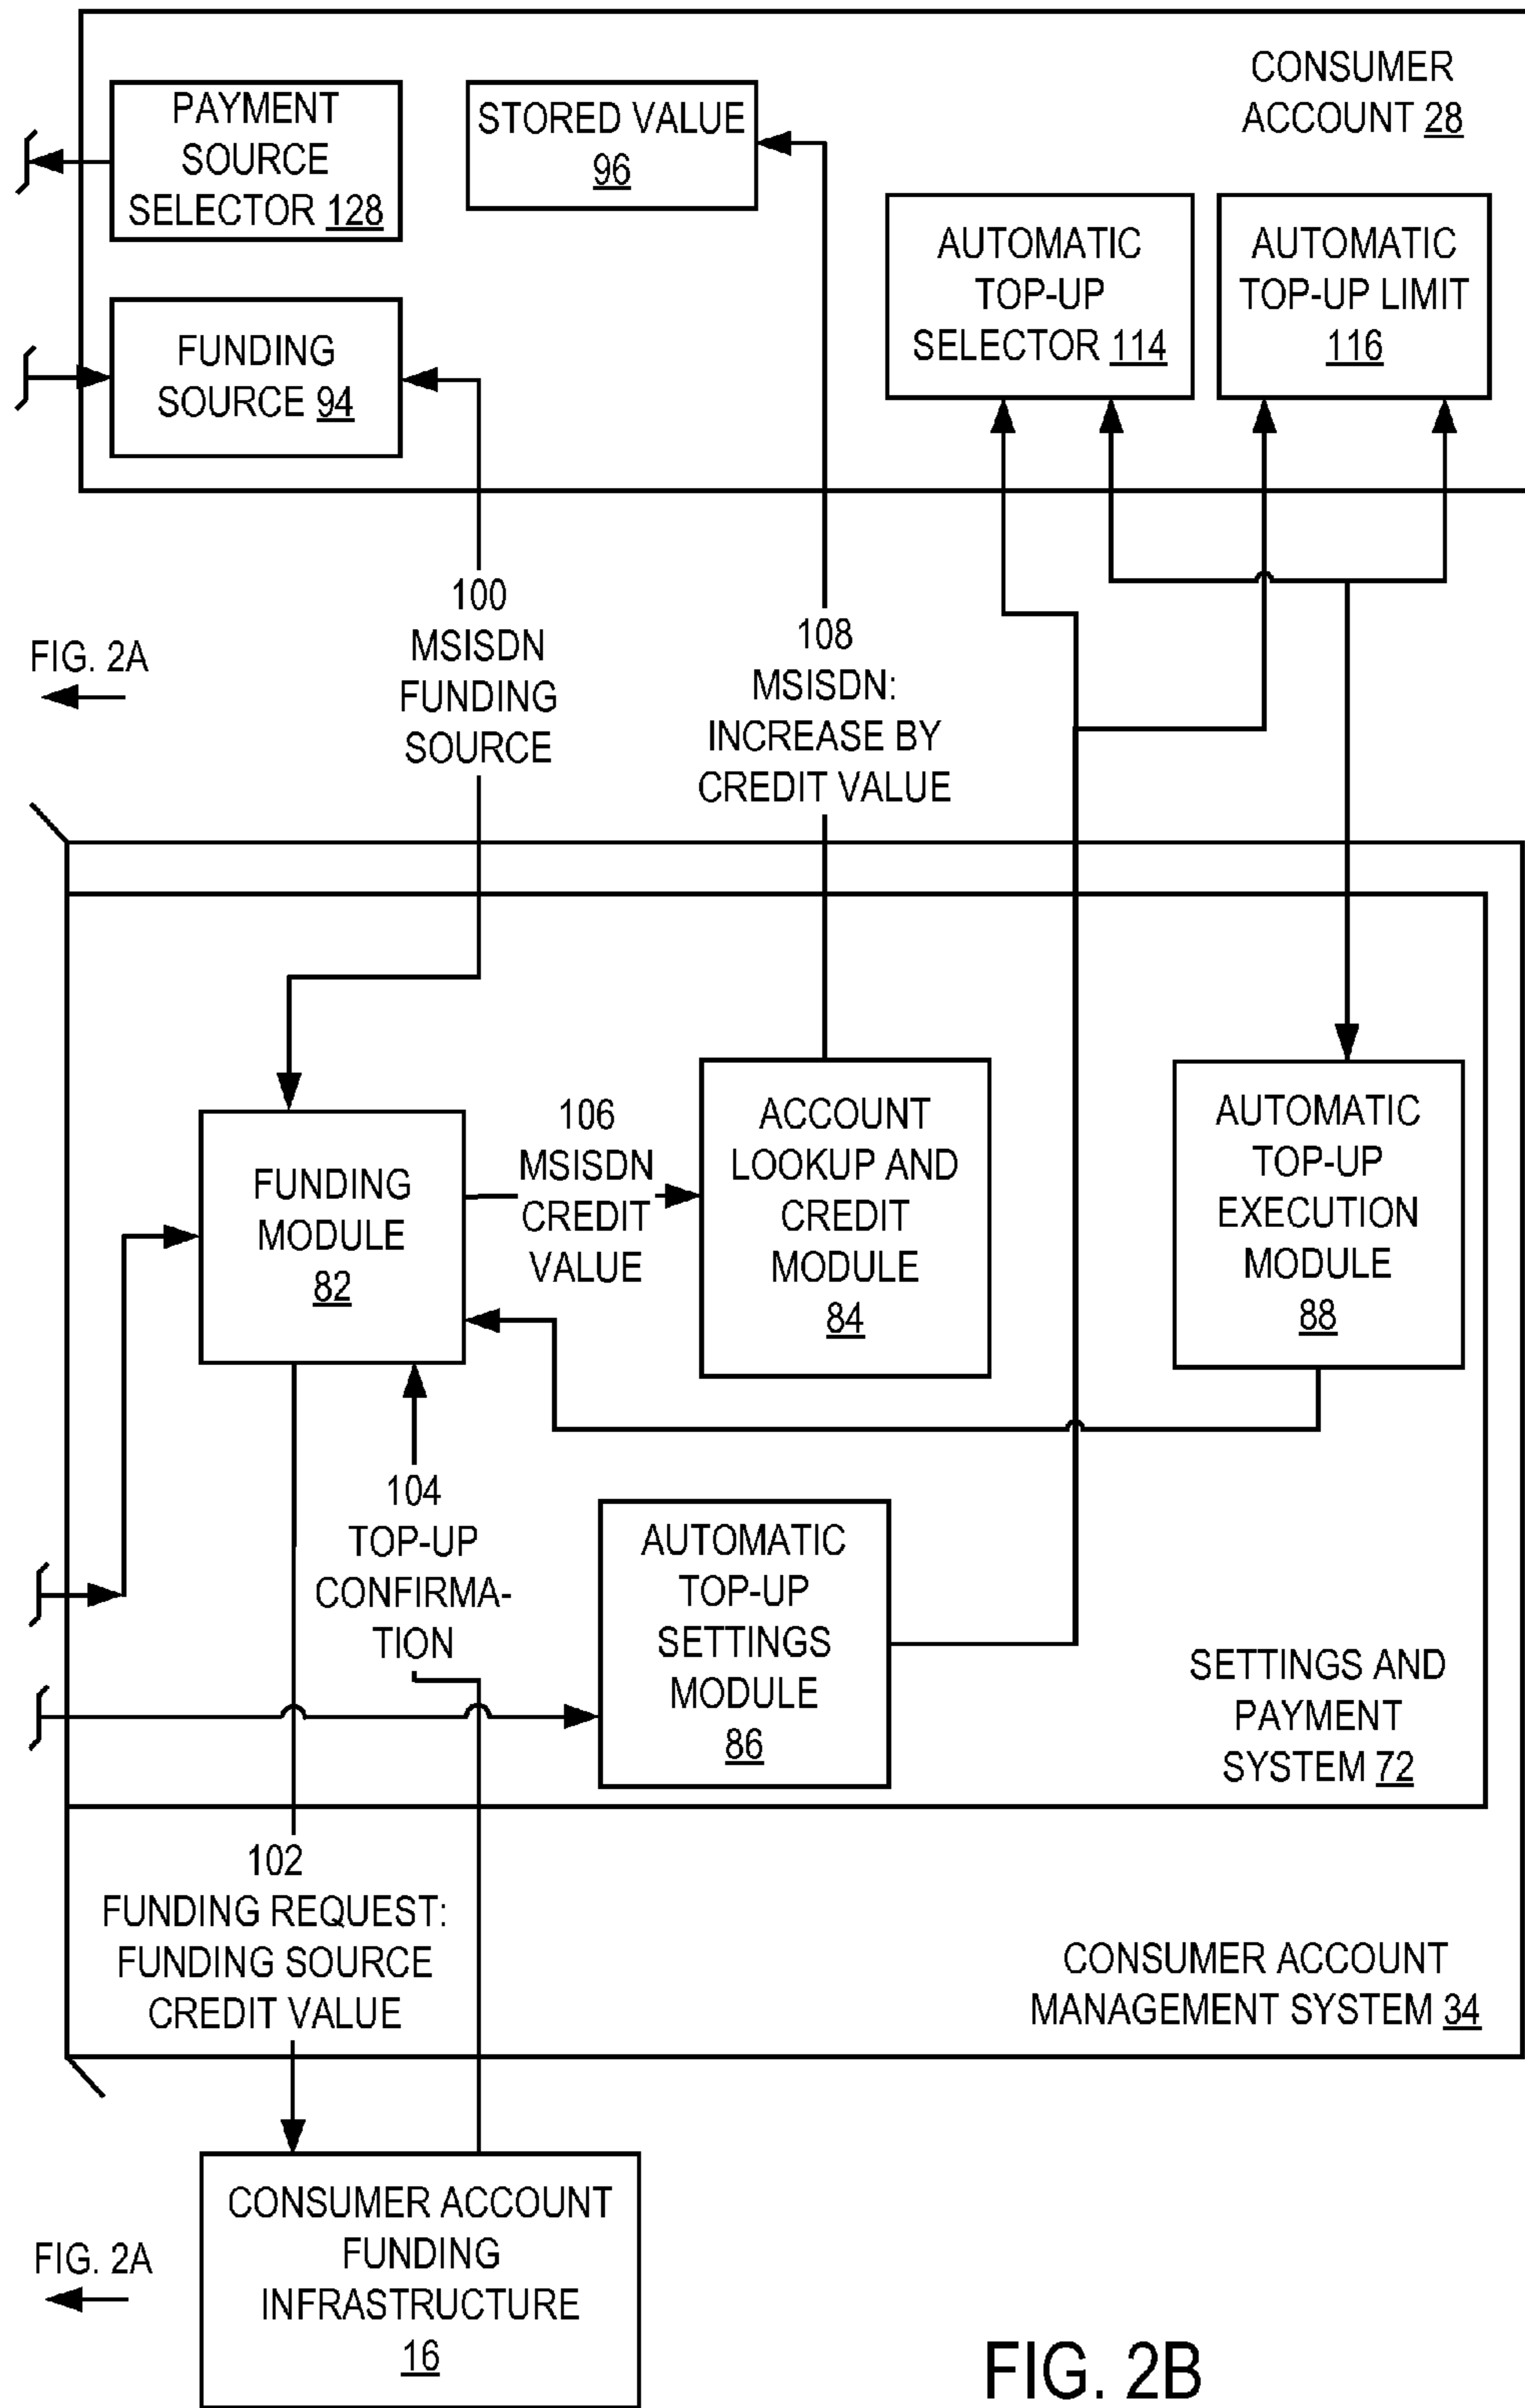 CONSUMER
ACCOUNT 28
PAYMENT
SOURCE
SELECTOR 128
STORED VALUE
96
AUTOMATIC
TOP-UP
SELECTOR 114
AUTOMATIC
TOP-UP LIMIT
116
FUNDING
SOURCE 94
100
MSISDN
FUNDING
SOURCE
108
MSISDN:
INCREASE BY
CREDIT VALUE
FIG. 2A
FUNDING
MODULE
82
106
MSISDN
CREDIT
VALUE
ACCOUNT
LOOKUP AND
CREDIT
MODULE
84
AUTOMATIC
TOP-UP
EXECUTION
MODULE
88
104
TOP-UP
CONFIRMA-
TION
AUTOMATIC
TOP-UP
SETTINGS
MODULE
86
SETTINGS AND
PAYMENT
SYSTEM 72
102
FUNDING REQUEST:
FUNDING SOURCE
CREDIT VALUE
CONSUMER ACCOUNT
MANAGEMENT SYSTEM 34
CONSUMER ACCOUNT
FUNDING
INFRASTRUCTURE
16
FIG. 2A
FIG. 2B